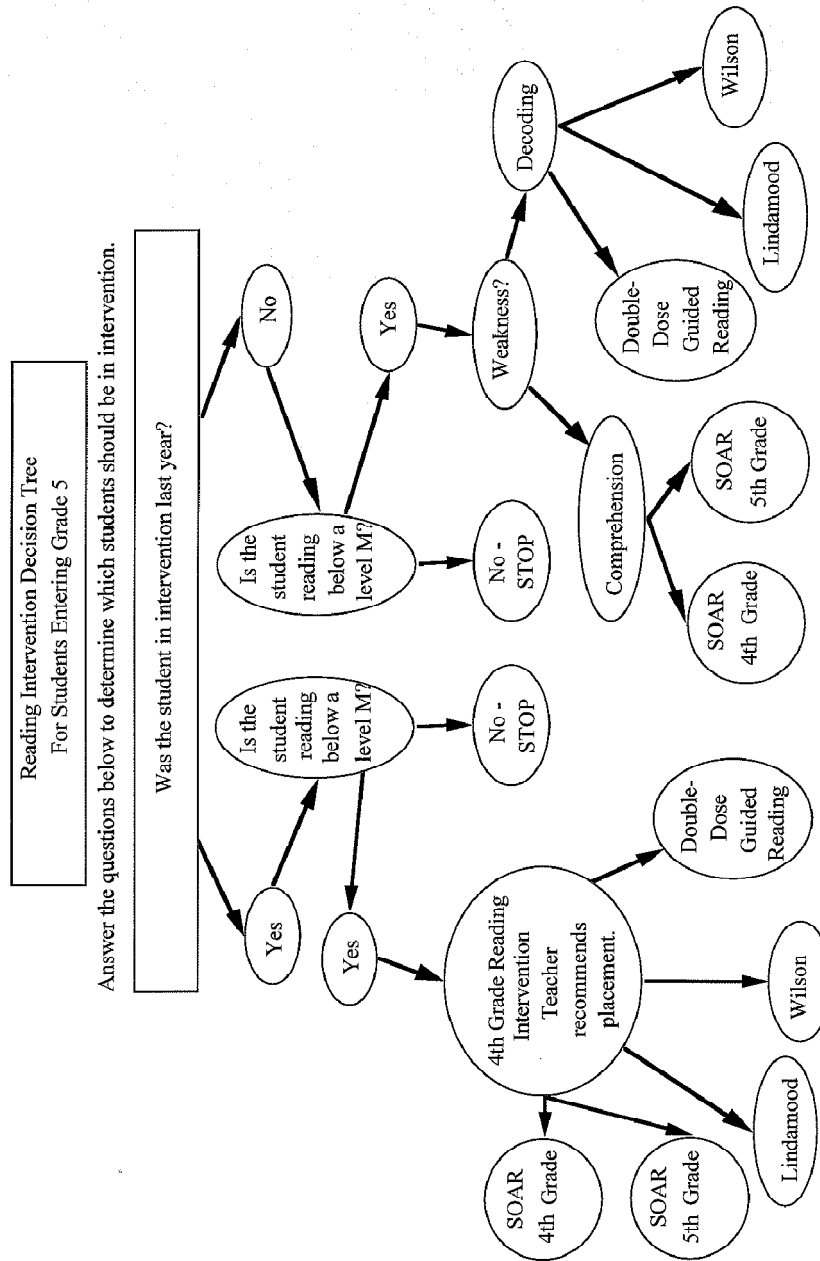 Reading Intervention Decision Tree
For Students Entering Grade 5
Answer the questions below to determine which students should be in intervention.
Was the student in intervention last year?
Yes
No
Is the
student
reading
below a
level M?
Is the
student
reading
below a
level M?
Yes
Yes
No -
STOP
No -
STOP
4th Grade Reading
Intervention
Teacher
recommends
placement.
Weakness?
Comprehension
Decoding
SOAR
4th Grade
SOAR
5th Grade
Lindamood
Wilson
Double-
Dose
Guided
Reading
SOAR
4th Grade
SOAR
5th Grade
Double-
Dose
Guided
Reading
Lindamood
Wilson